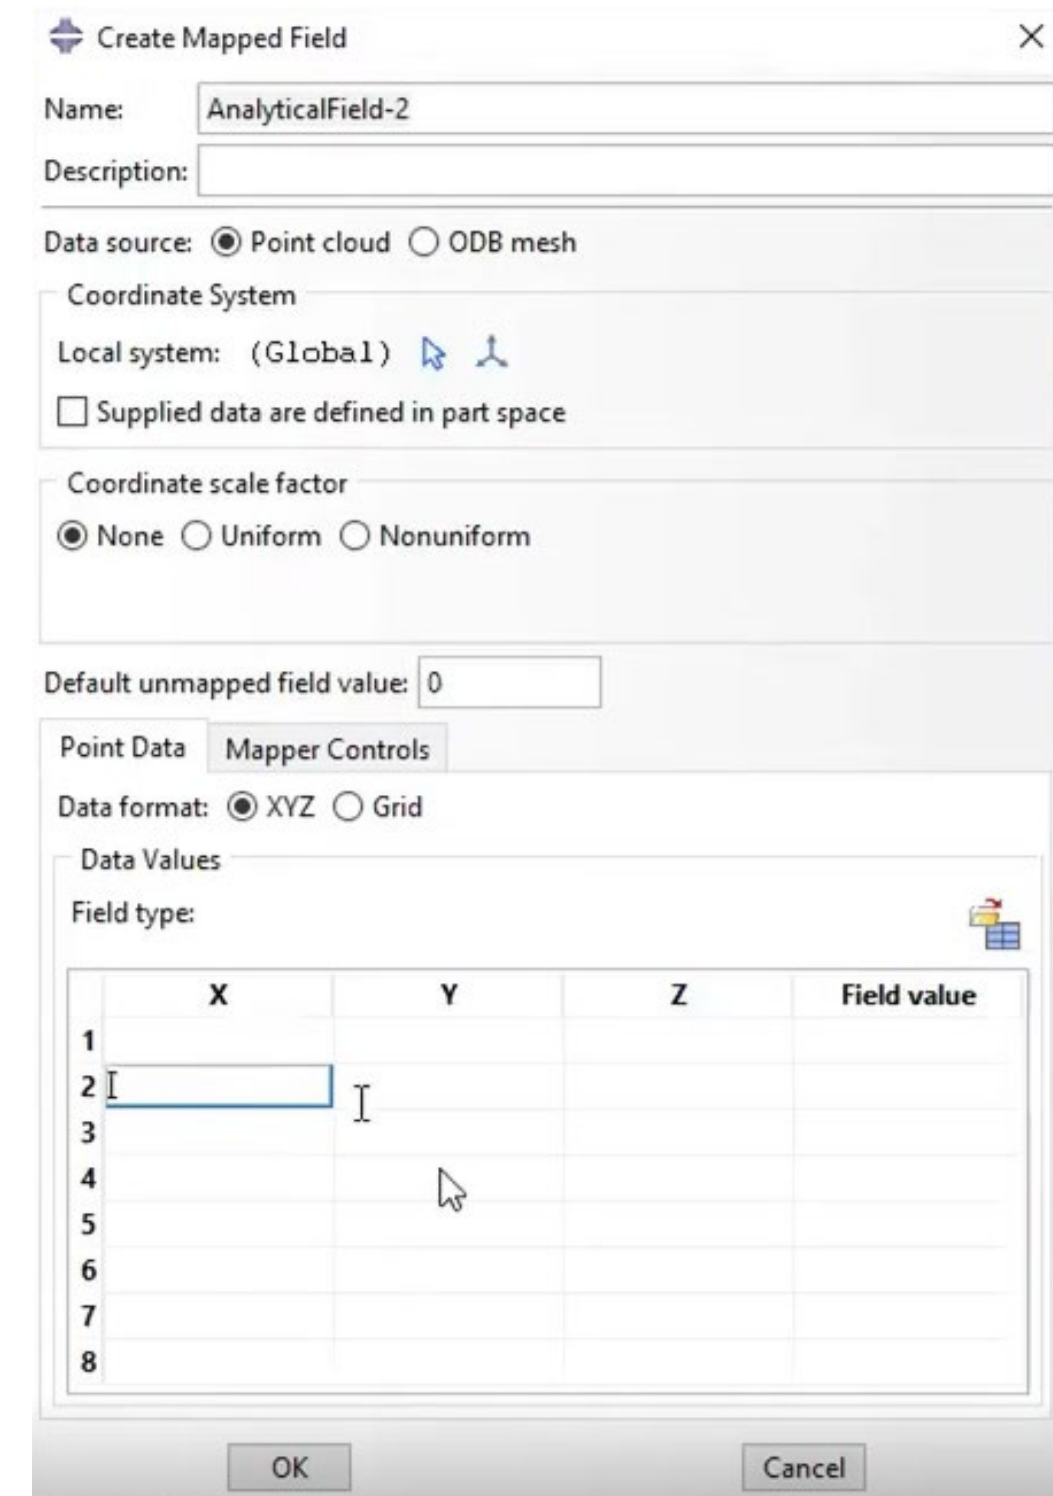 Create Mapped Field
Name: AnalyticalField-2
Description:
Data source: Point cloud ODB mesh
Coordinate System
Local system: (Global)
Supplied data are defined in part space
Coordinate scale factor
None Uniform Nonuniform
Default unmapped field value: 0
Point Data Mapper Controls
Data format: XYZ Grid
Data Values
Field type:
X Y Z Field value
1
2
3
4
5
6
7
8
OK Cancel